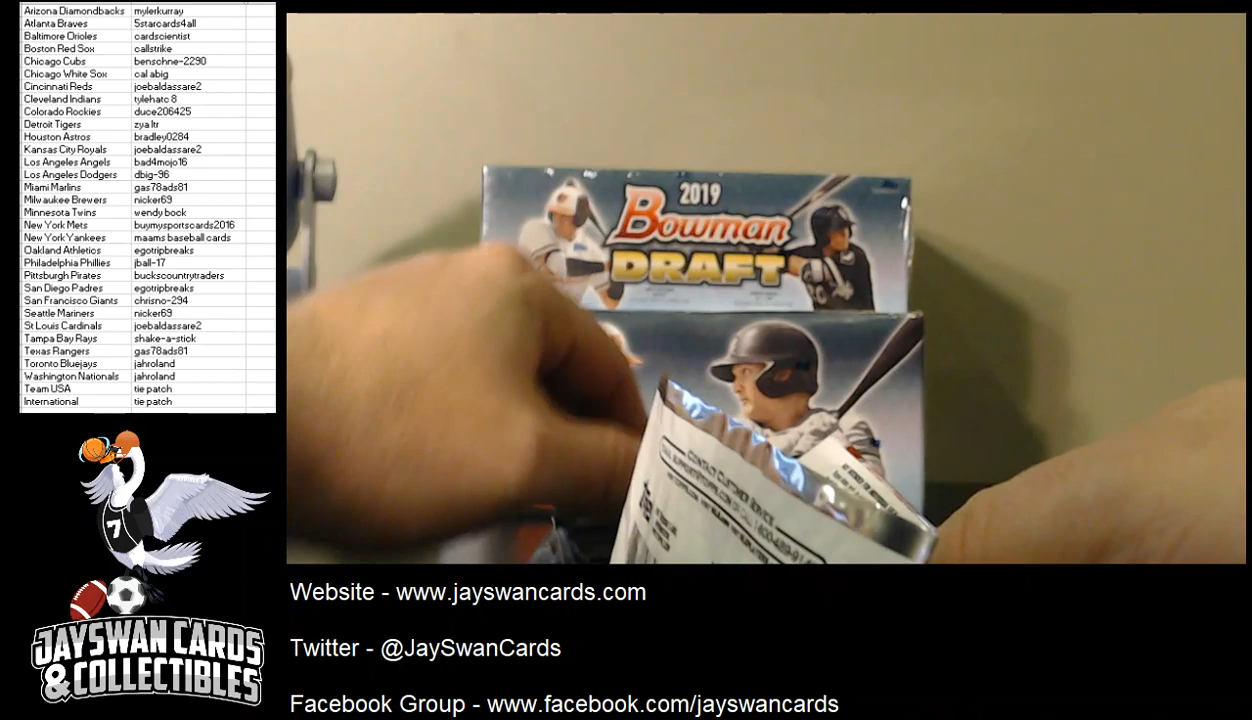 Arizona Diamondbacks mylerkurray
Atlanta Braves 5starcards4all
Baltimore Orioles cardscientist
Boston Red Sox callstrike
Chicago Cubs benschne-2290
Chicago White Sox cal abig
Cincinnati Reds joebaldassare2
Cleveland Indians tylehatc 8
Colorado Rockies duce206425
Detroit Tigers zya ltr
Houston Astros bradley0284
Kansas City Royals joebaldassare2
Los Angeles Angels bad4mojo16
Los Angeles Dodgers dbig-96
Miami Marlins gas78ads81
Milwaukee Brewers nicker69
Minnesota Twins wendy bock
New York Mets buymysportscards2016
New York Yankees maams baseball cards
Oakland Athletics egotripbreaks
Philadelphia Phillies jball-17
Pittsburgh Pirates buckscountrytraders
San Diego Padres egotripbreaks
San Francisco Giants chrisno-294
Seattle Mariners nicker69
St Louis Cardinals joebaldassare2
Tampa Bay Rays shake-a-stick
Texas Rangers gas78ads81
Toronto Bluejays jahroland
Washington Nationals jahroland
Team USA tie patch
International tie patch
2019
Bowman
DRAFT
CONTACT CUSTOMER SERVICE
7
JAYSWAN CARDS
& COLLECTIBLES
Website - www.jayswancards.com
Twitter - @JaySwanCards
Facebook Group - www.facebook.com/jayswancards